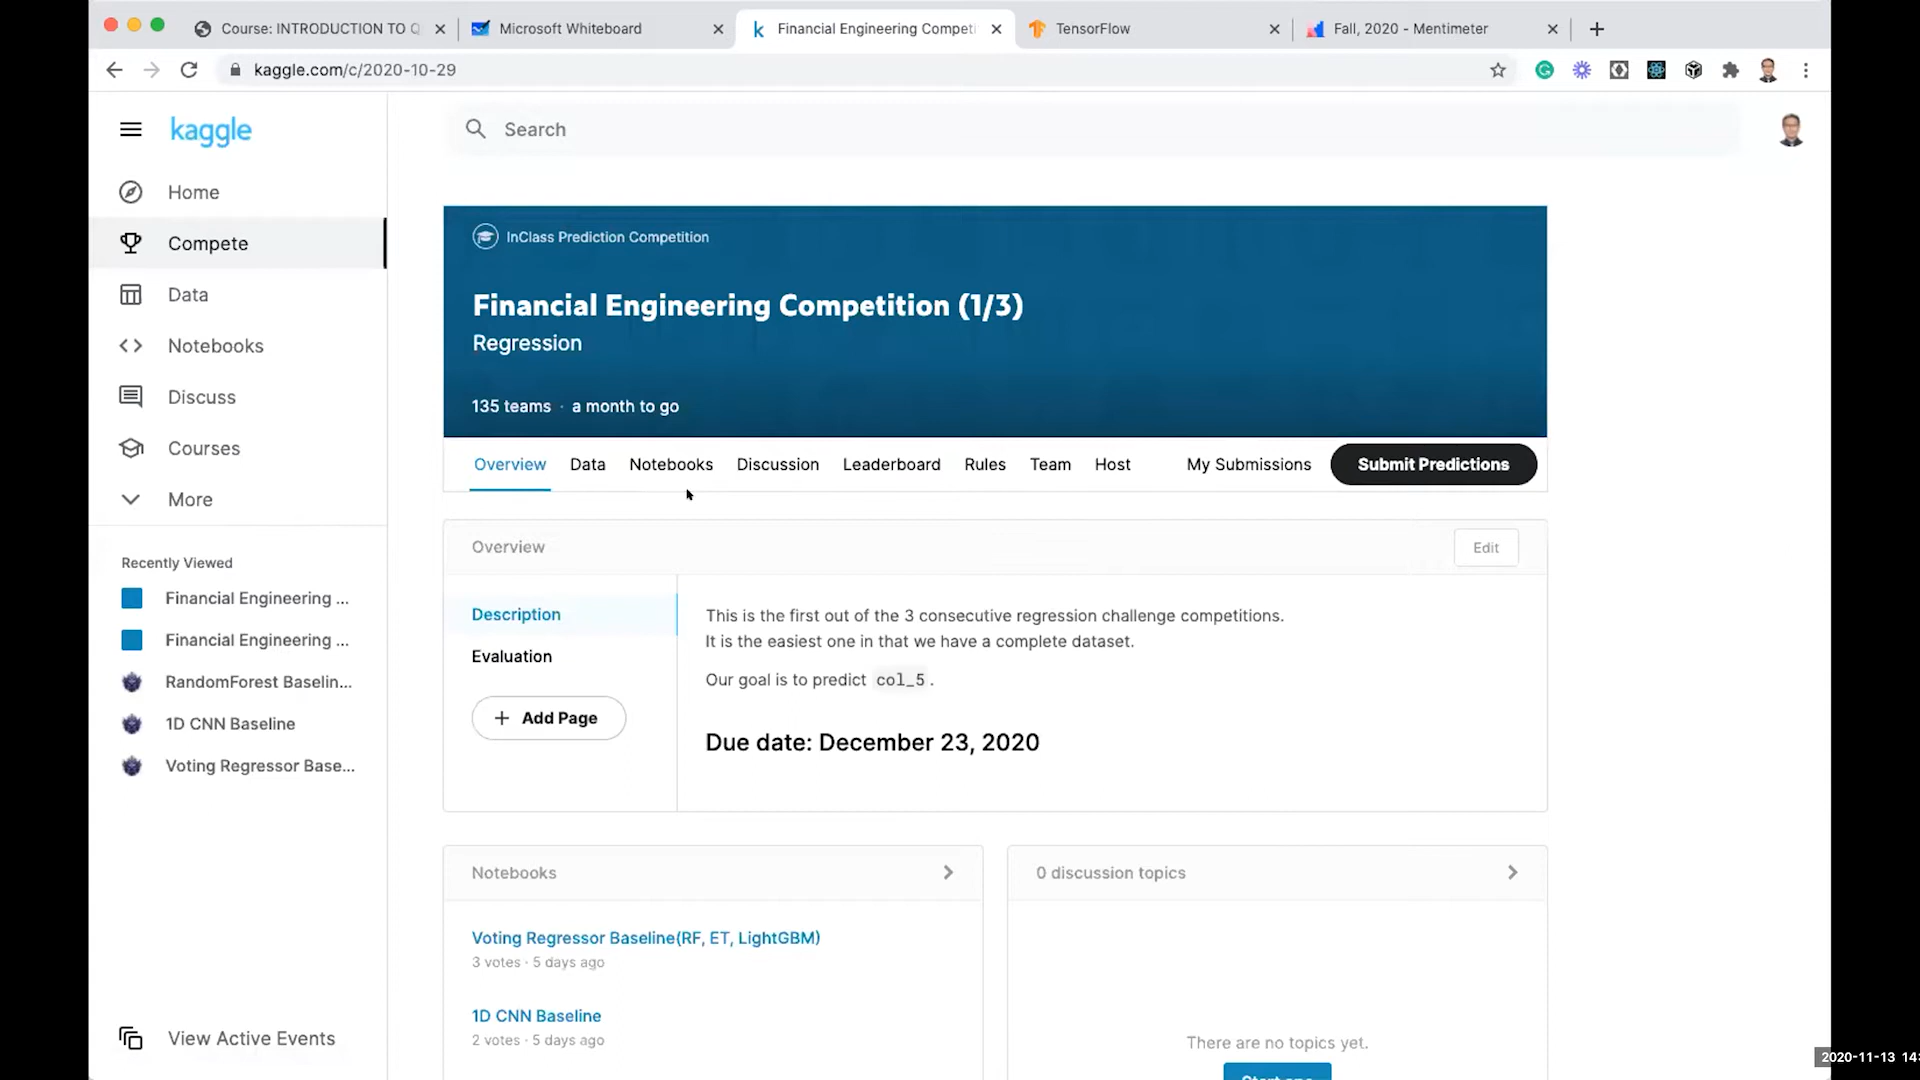 Course: INTRODUCTION TO Q
Microsoft Whiteboard
Financial Engineering Competi
TensorFlow
Fall, 2020 - Mentimeter
kaggle.com/c/2020-10-29
kaggle
Search
Home
Compete
Data
Notebooks
Discuss
Courses
More
Recently Viewed
Financial Engineering ...
Financial Engineering ...
RandomForest Baselin...
1D CNN Baseline
Voting Regressor Base...
View Active Events
InClass Prediction Competition
Financial Engineering Competition (1/3)
Regression
135 teams · a month to go
Overview Data Notebooks Discussion Leaderboard Rules Team Host My Submissions Submit Predictions
Overview
Edit
Description
Evaluation
+ Add Page
This is the first out of the 3 consecutive regression challenge competitions.
It is the easiest one in that we have a complete dataset.
Our goal is to predict col_5 .
Due date: December 23, 2020
Notebooks
Voting Regressor Baseline(RF, ET, LightGBM)
3 votes · 5 days ago
1D CNN Baseline
2 votes · 5 days ago
0 discussion topics
There are no topics yet.
2020-11-13 14: